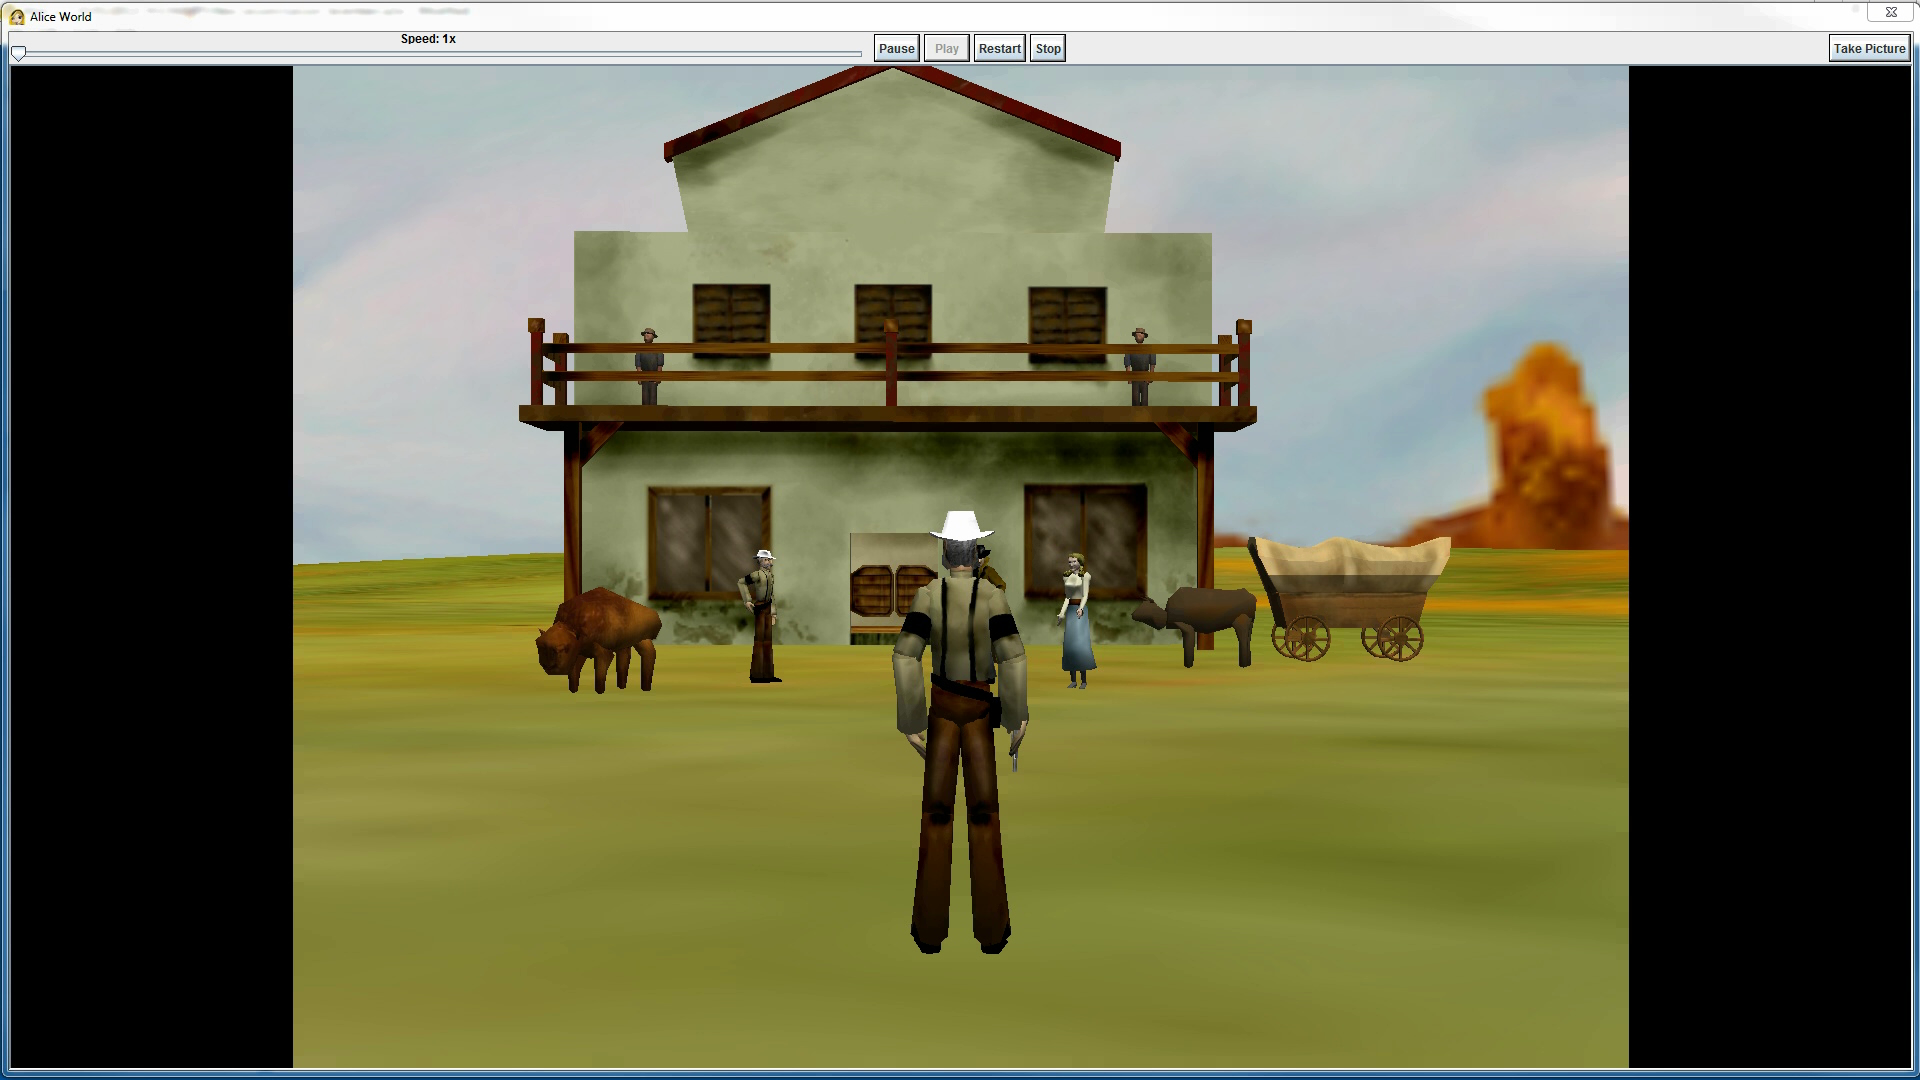 Alice World
Speed: 1x
Pause
Play
Restart
Stop
Take Picture